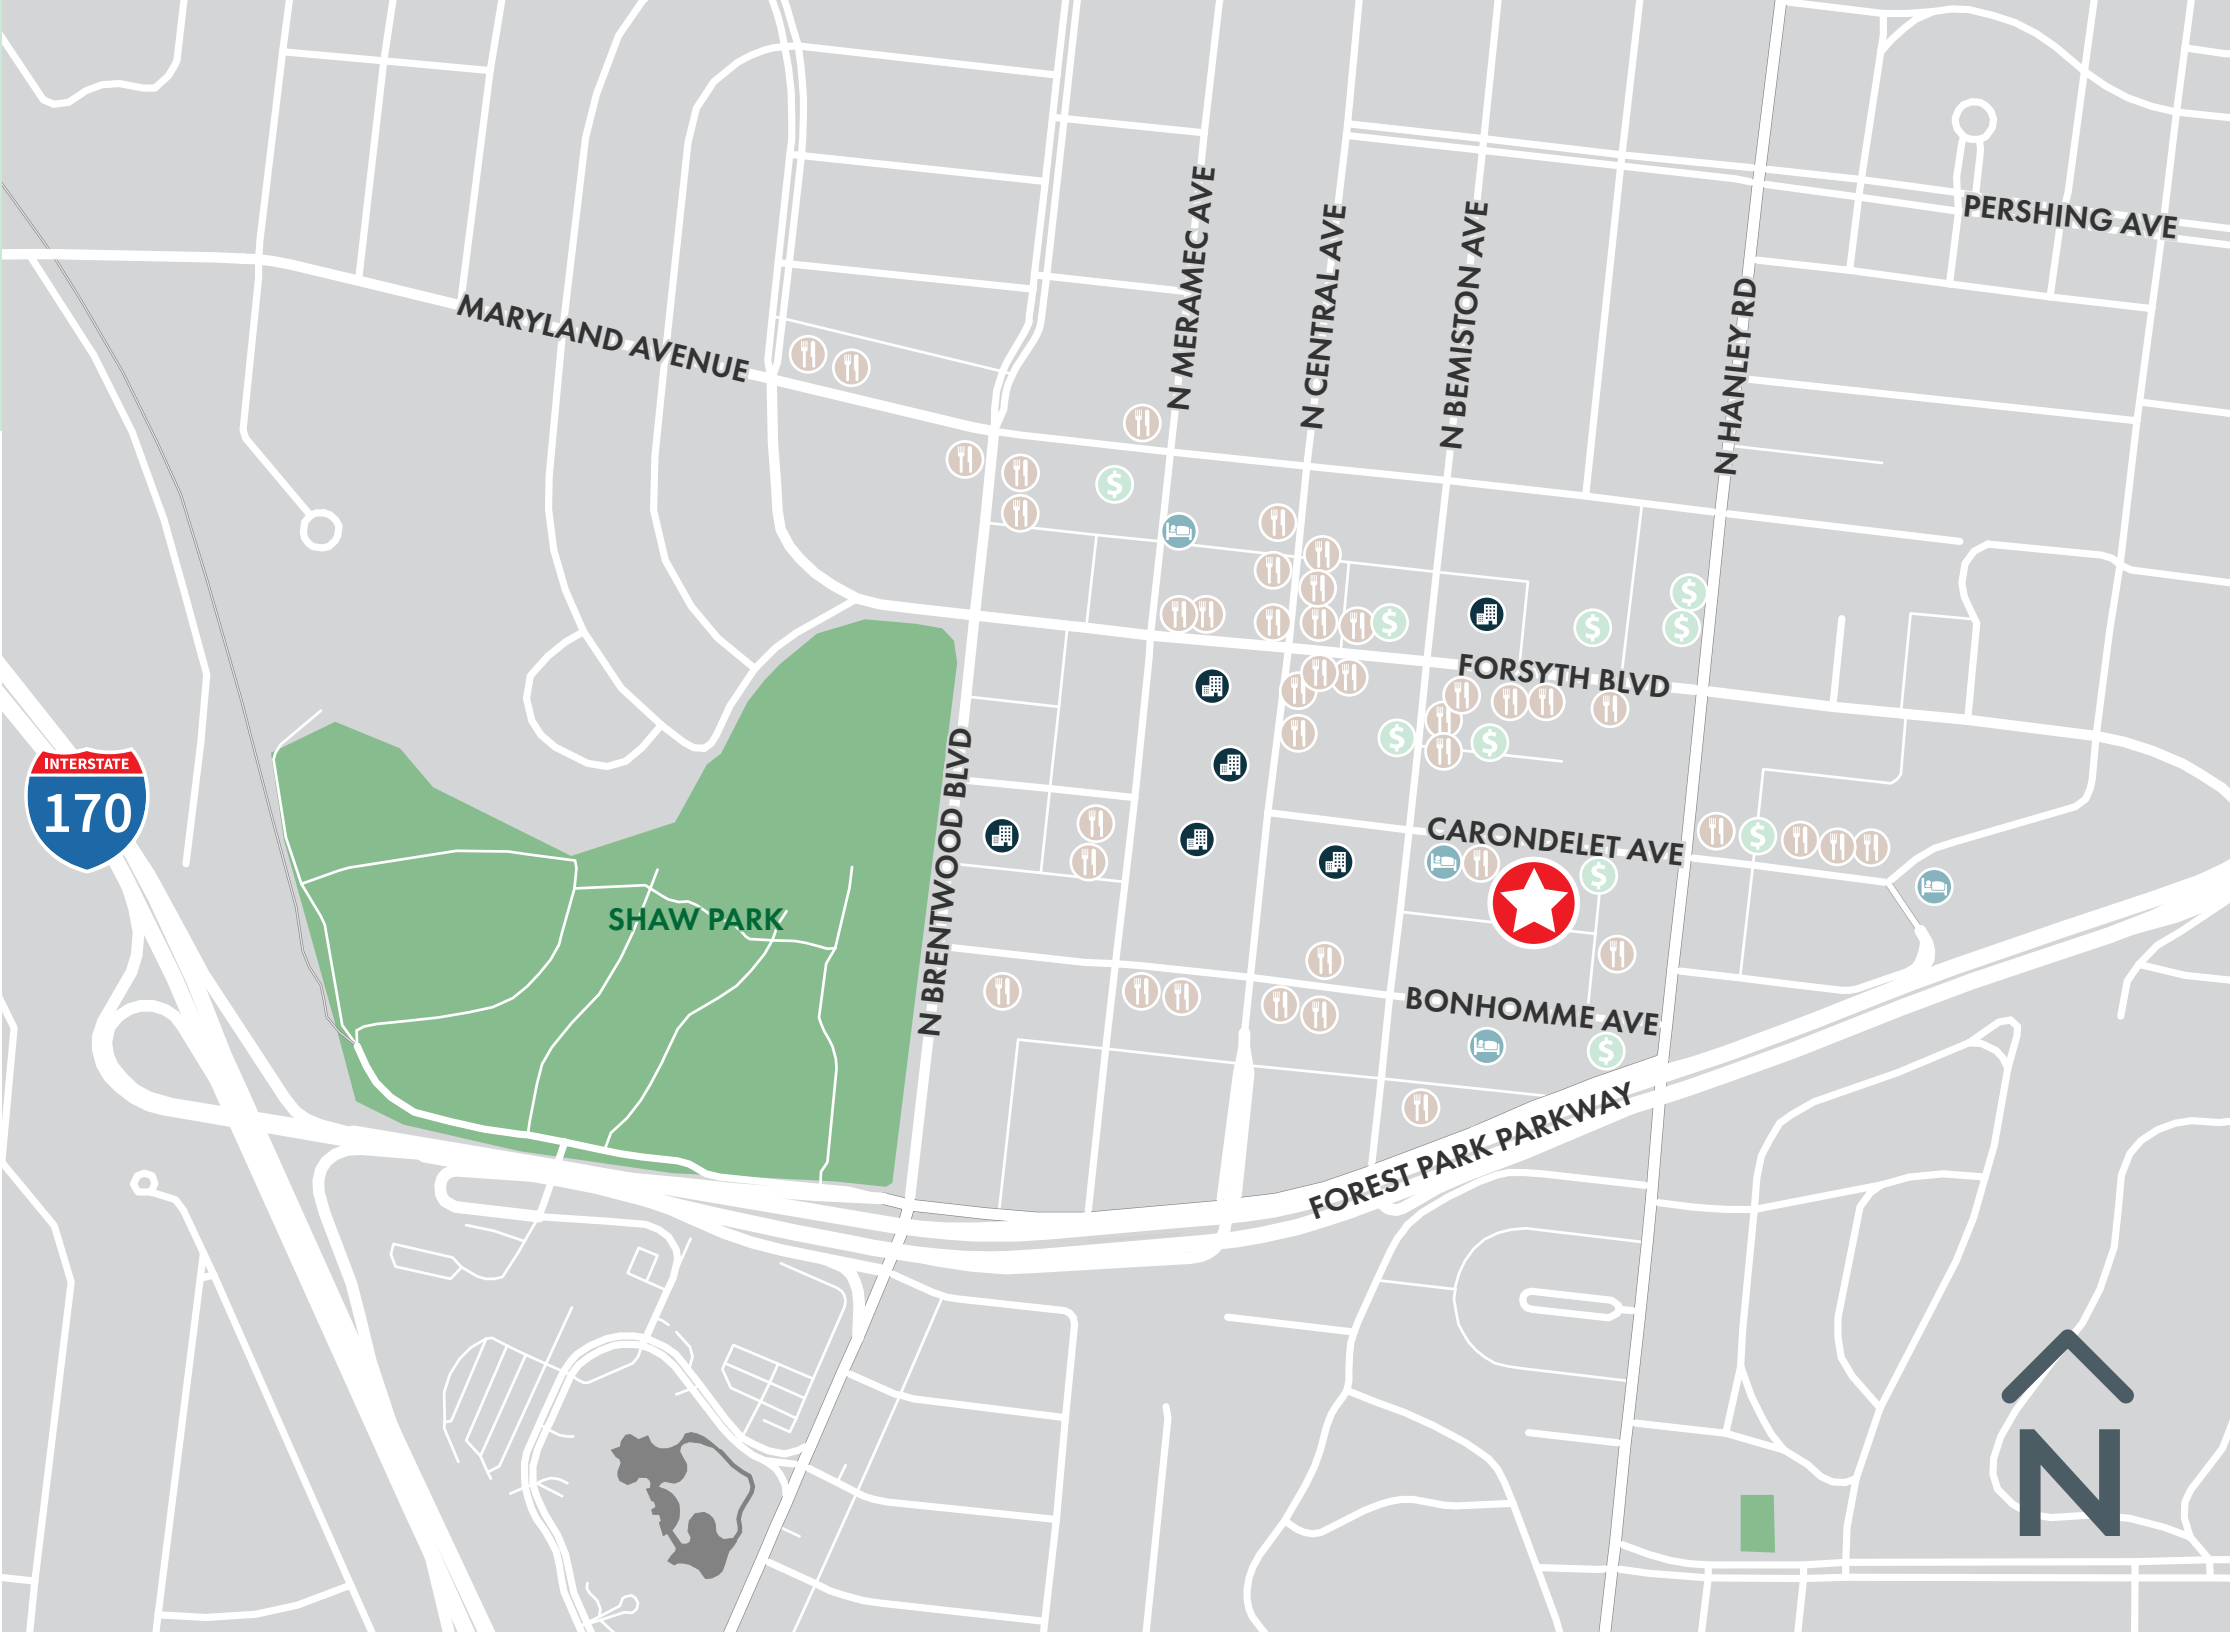 PERSHING AVE
N MERAMEC AVE
N CENTRAL AVE
N BEMISTON AVE
N HANLEY RD
MARYLAND AVENUE
$
$
$
$
$
$
FORSYTH BLVD
$
$
N BRENTWOOD BLVD
INTERSTATE
170
CARONDELET AVE
$
$
SHAW PARK
BONHOMME AVE
$
FOREST PARK PARKWAY
N